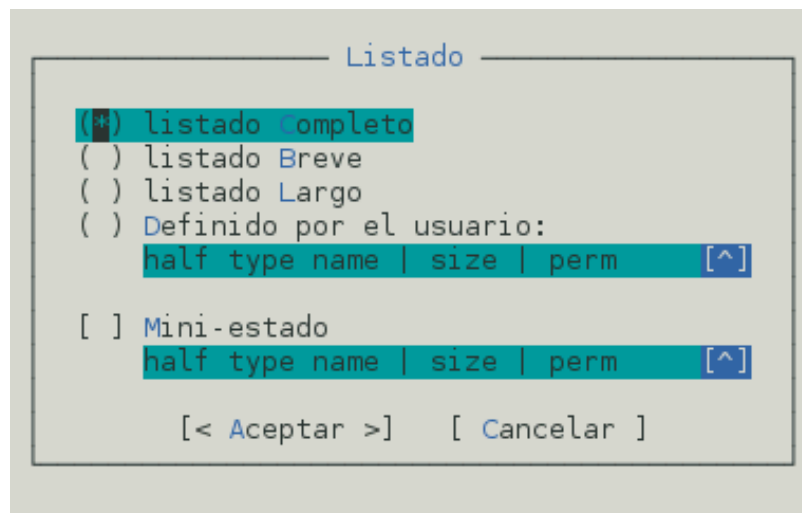 Listado
(*) listado Completo
( ) listado Breve
( ) listado Largo
( ) Definido por el usuario:
half type name | size | perm [^]
[ ] Mini-estado
half type name | size | perm [^]
[< Aceptar >] [ Cancelar ]